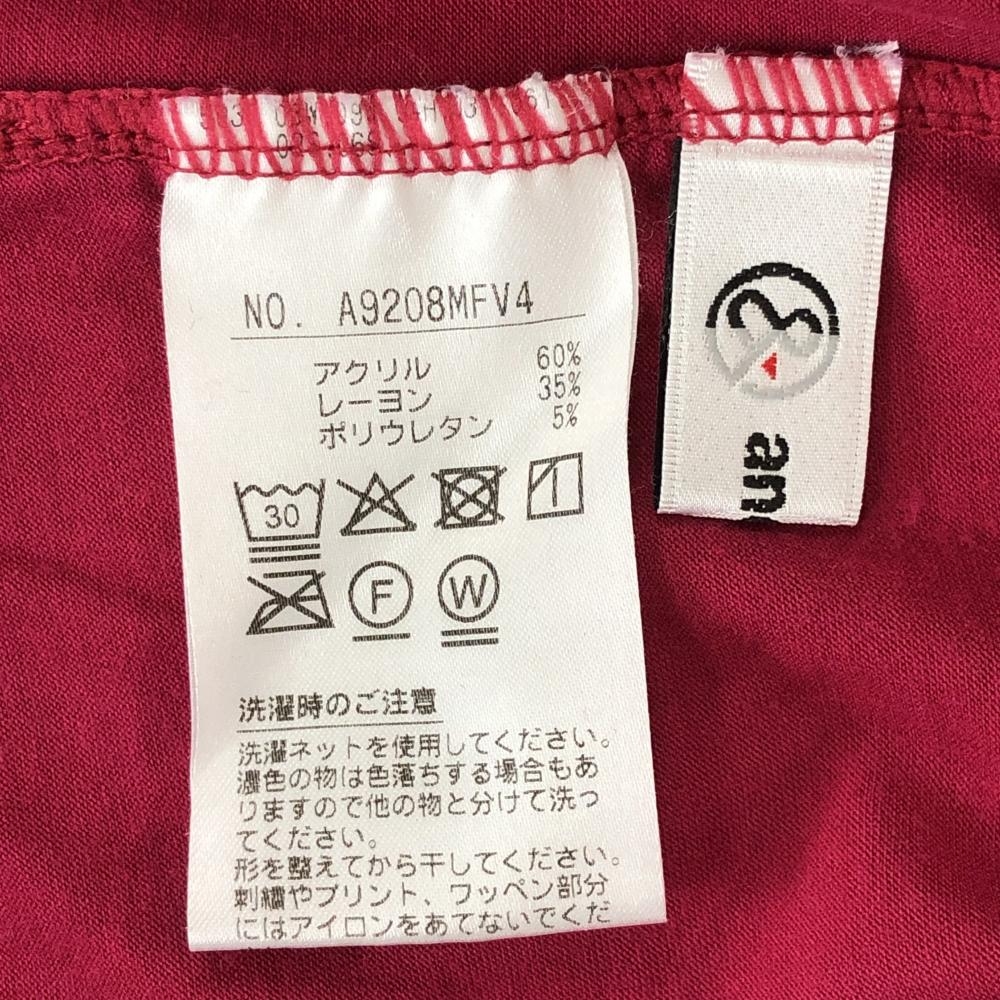 NO. A9208MFV4
アクリル 60%
レーヨン 35%
ポリウレタン 5%
30
F W
洗濯時のご注意
洗濯ネットを使用してください。
濃色の物は色落ちする場合もあ
りますので他の物と分けて洗っ
てください。
形を整えてから干してください。
刺繍やプリント、ワッペン部分
にはアイロンをあてないでくだ
an